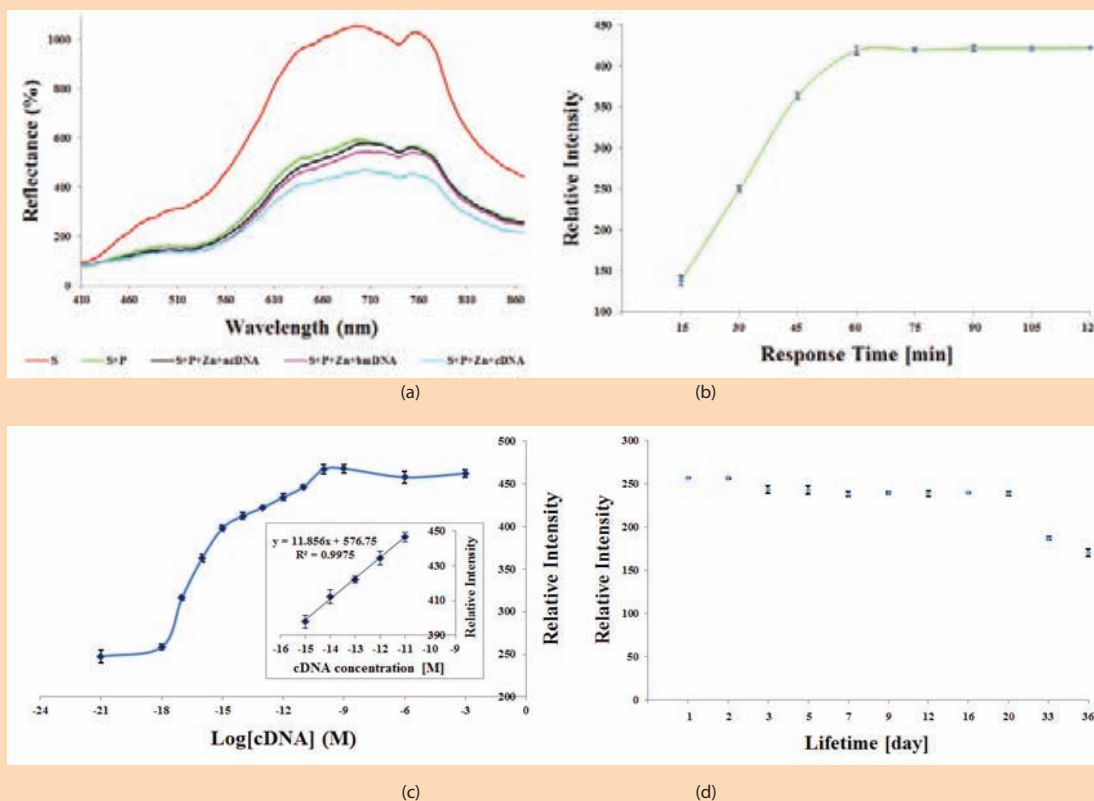 1000
800
600
400
200
0
Reflectance (%)
410 460 510 560 610 660 710 760 810 860
Wavelength (nm)
S S+P S+P+Zn+ncDNA S+P+Zn+bmDNA S+P+Zn+cDNA
(a)
450
400
350
300
250
200
150
100
Relative Intensity
15 30 45 60 75 90 105 12
Response Time [min]
(b)
500
450
400
350
300
250
200
Relative Intensity
y = 11.856x + 576.75
R² = 0.9975
450
430
410
390
Relative Intensity
-16 -15 -14 -13 -12 -11 -10 -9
cDNA concentration [M]
-24 -21 -18 -15 -12 -9 -6 -3 0
Log[cDNA] (M)
(c)
300
250
200
150
100
50
0
Relative Intensity
1 2 3 5 7 9 12 16 20 33 36
Lifetime [day]
(d)